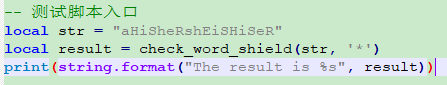 -- 测试脚本入口
local str = "aHiSheRshEiSHiSeR"
local result = check_word_shield(str, '*')
print(string.format("The result is %s", result))